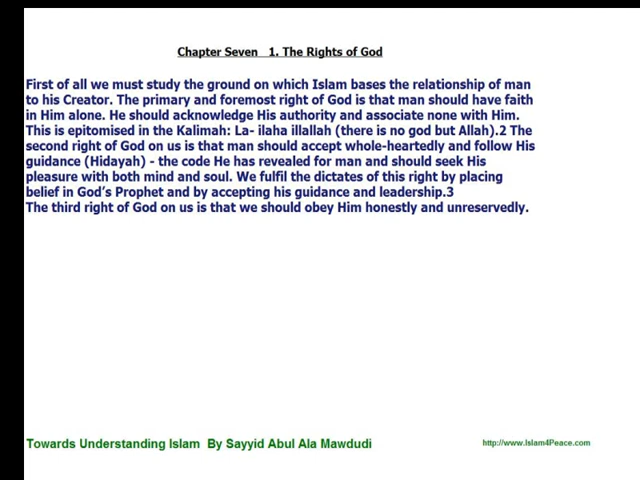 Chapter Seven 1. The Rights of God
First of all we must study the ground on which Islam bases the relationship of man
to his Creator. The primary and foremost right of God is that man should have faith
in Him alone. He should acknowledge His authority and associate none with Him.
This is epitomised in the Kalimah: La- ilaha illallah (there is no god but Allah).2 The
second right of God on us is that man should accept whole-heartedly and follow His
guidance (Hidayah) - the code He has revealed for man and should seek His
pleasure with both mind and soul. We fulfil the dictates of this right by placing
belief in God's Prophet and by accepting his guidance and leadership.3
The third right of God on us is that we should obey Him honestly and unreservedly.
Towards Understanding Islam By Sayyid Abul Ala Mawdudi
http://www.Islam4Peace.com